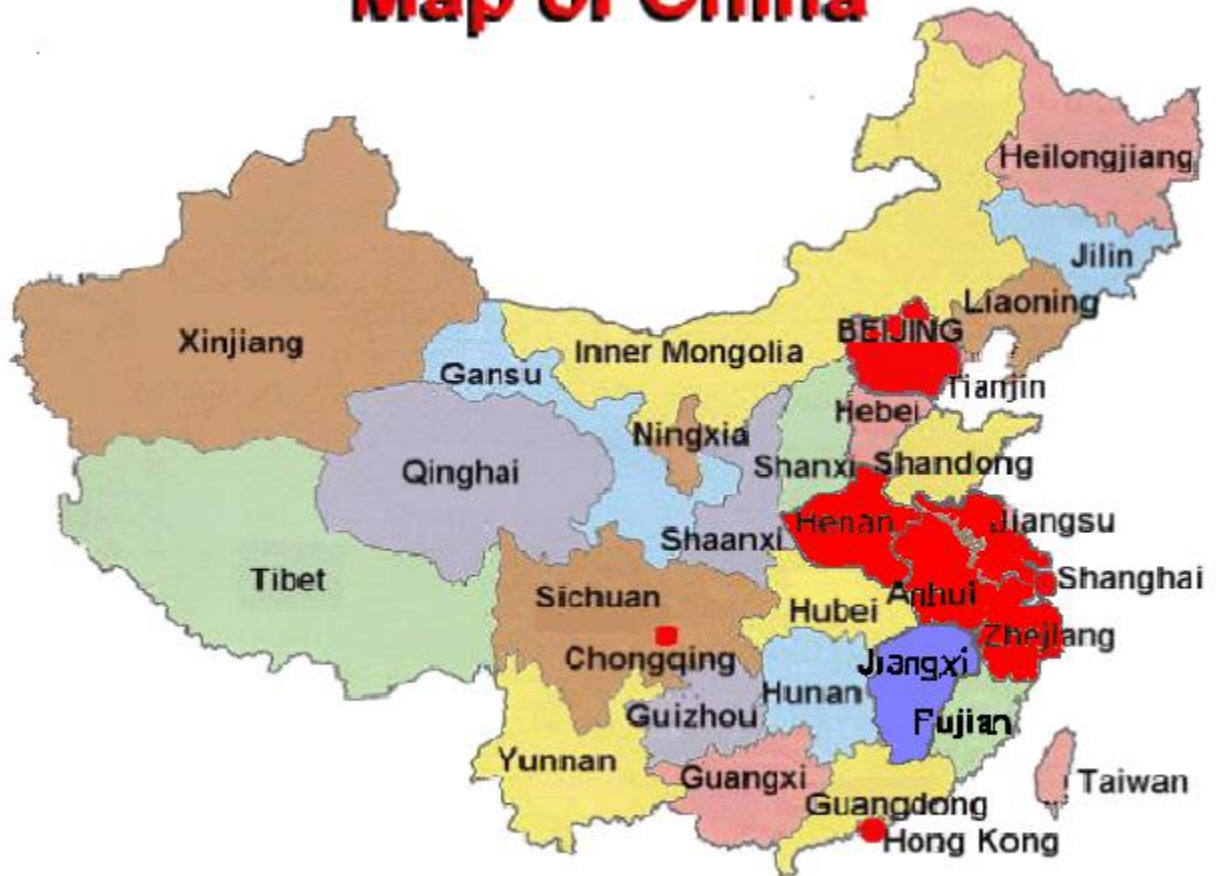 Map of China
Heilongjiang
Jilin
Liaoning
BEIJING
Xinjiang
Inner Mongolia
Gansu
Tianjin
Hebei
Ningxia
Shanxi
Shandong
Qinghai
Henan
Jiangsu
Shaanxi
Tibet
Shanghai
Sichuan
Anhui
Hubei
Zhejiang
Chongqing
Jiangxi
Hunan
Guizhou
Fujian
Yunnan
Guangxi
Taiwan
Guangdong
Hong Kong